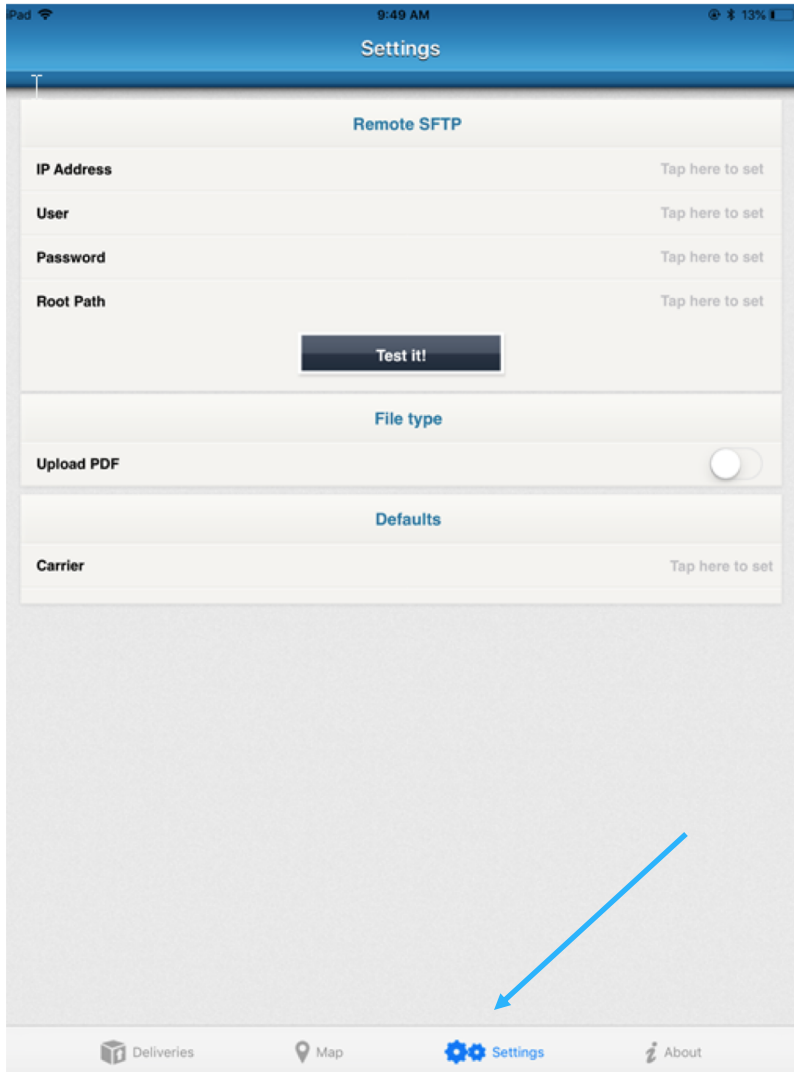 iPad 9:49 AM 13%
Settings
Remote SFTP
IP Address Tap here to set
User Tap here to set
Password Tap here to set
Root Path Tap here to set
Test it!
File type
Upload PDF
Defaults
Carrier Tap here to set
Deliveries Map Settings About